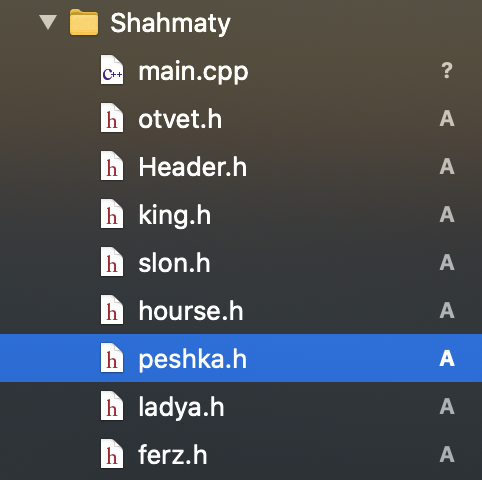 Shahmaty
main.cpp ?
otvet.h A
Header.h A
king.h A
slon.h A
hourse.h A
peshka.h A
ladya.h A
ferz.h A